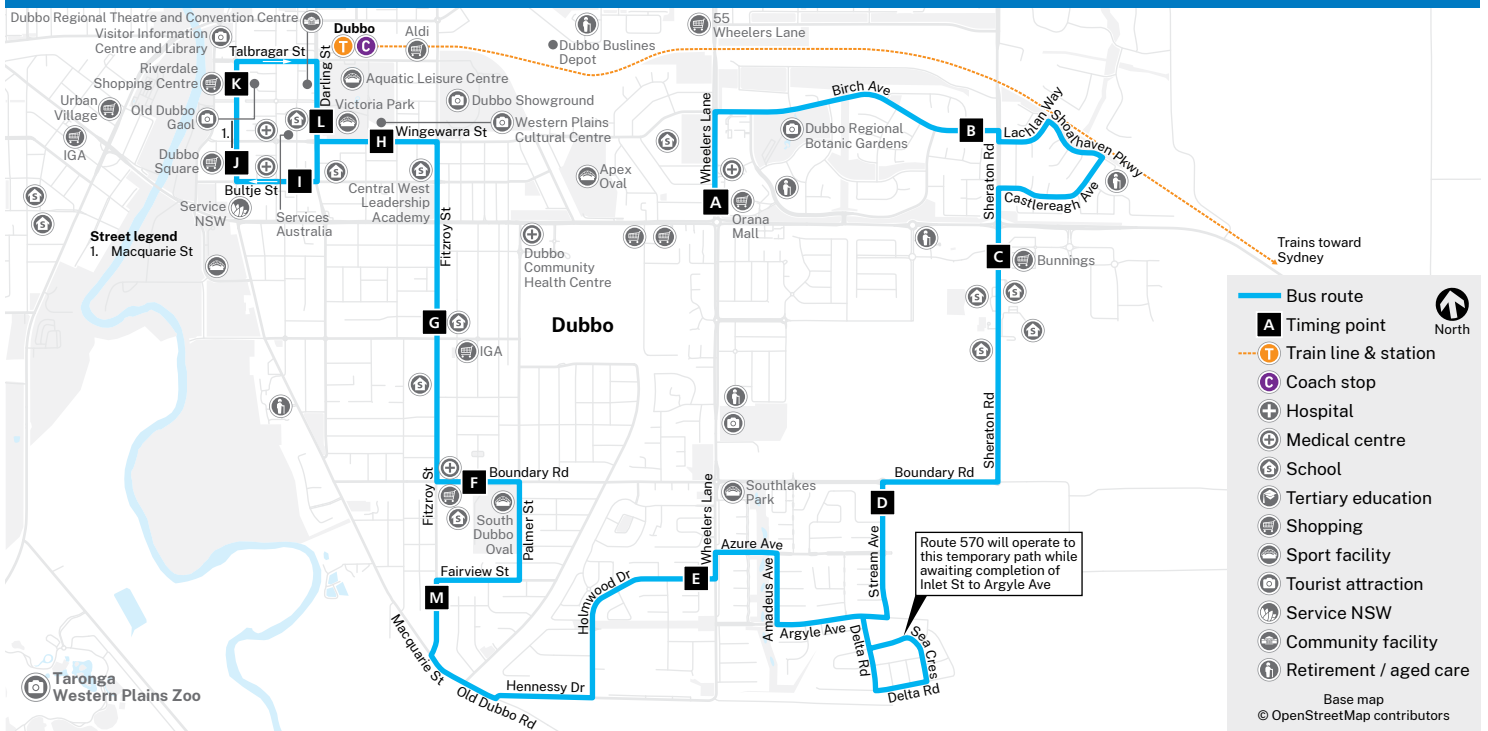 Dubbo Regional Theatre and Convention Centre
Visitor Information
Centre and Library
Talbragar St
Riverdale
Shopping Centre
K
Urban
Village
Old Dubbo
Gaol
IGA
1.
Dubbo
Square
J
Bultje St
I
Service
NSW
Services
Australia
Street legend
1. Macquarie St
Dubbo
T
C
Aldi
Darling St
Aquatic Leisure Centre
Victoria Park
L
Dubbo Showground
Western Plains
Cultural Centre
H
Wingewarra St
Central West
Leadership
Academy
Fitzroy St
Dubbo Buslines
Depot
55
Wheelers Lane
Apex
Oval
Dubbo
Community
Health Centre
Wheelers Lane
Birch Ave
Dubbo Regional
Botanic Gardens
A
Orana
Mall
B
Lachlan Way
Shoalhaven Pkwy
Sheraton Rd
Castlereagh Ave
C
Bunnings
Trains toward
Sydney
G
IGA
Dubbo
Fitzroy St
F
Boundary Rd
South
Dubbo
Oval
Palmer St
Fairview St
M
Macquarie St
Old Dubbo Rd
Hennessy Dr
Holmwood Dr
E
Wheelers Lane
Southlakes
Park
Azure Ave
Amadeus Ave
Argyle Ave
Sheraton Rd
Boundary Rd
D
Stream Ave
Route 570 will operate to
this temporary path while
awaiting completion of
Inlet St to Argyle Ave
Delta Rd
Sea Cres
Delta Rd
Taronga
Western Plains Zoo
Bus route
A Timing point
North
T Train line & station
C Coach stop
Hospital
Medical centre
S School
Tertiary education
Shopping
Sport facility
Tourist attraction
Service NSW
Community facility
Retirement / aged care
Base map
© OpenStreetMap contributors